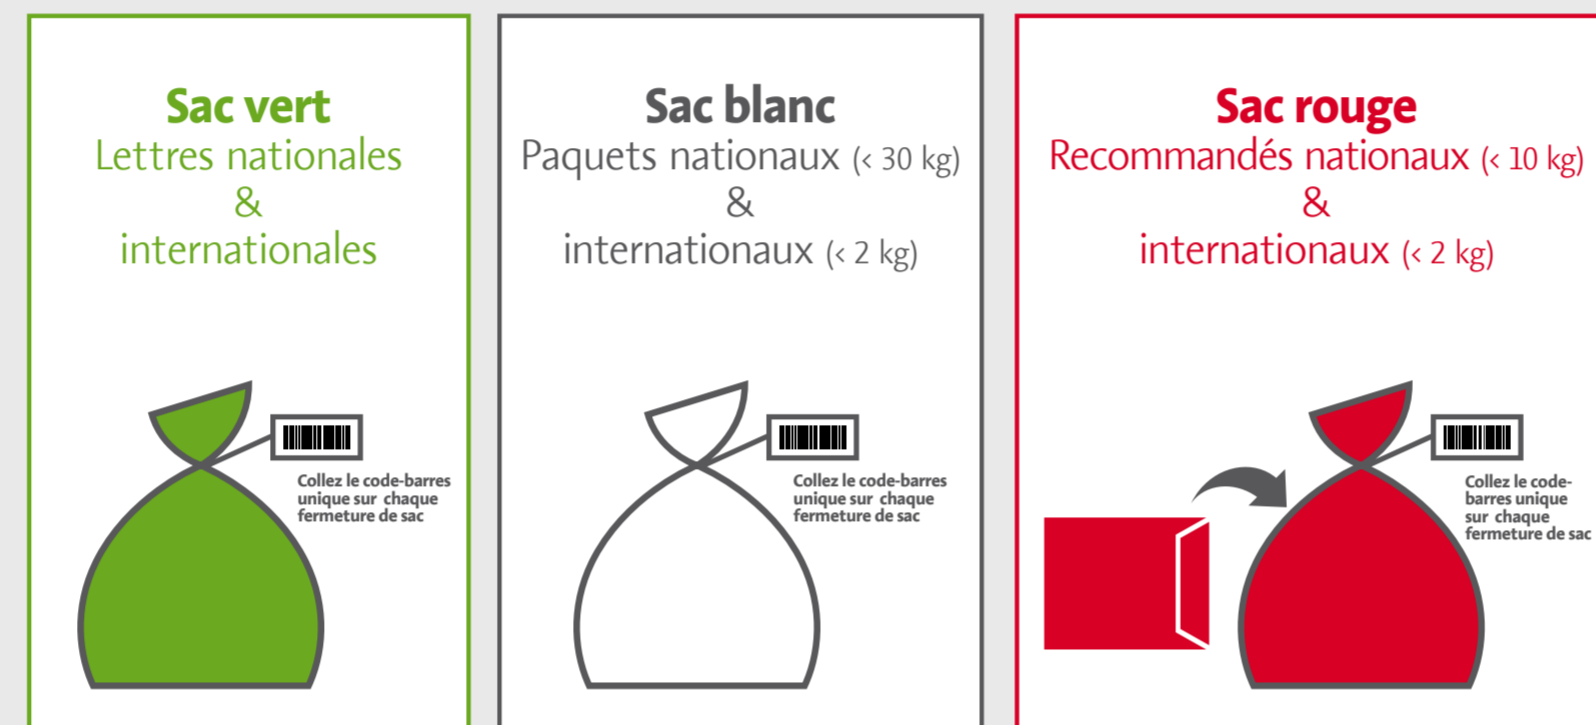 Sac vert
Lettres nationales
&
internationales
Collez le code-barres
unique sur chaque
fermeture de sac
Sac blanc
Paquets nationaux (< 30 kg)
&
internationaux (< 2 kg)
Collez le code-barres
unique sur chaque
fermeture de sac
Sac rouge
Recommandés nationaux (< 10 kg)
&
internationaux (< 2 kg)
Collez le code-
barres unique
sur chaque
fermeture de sac